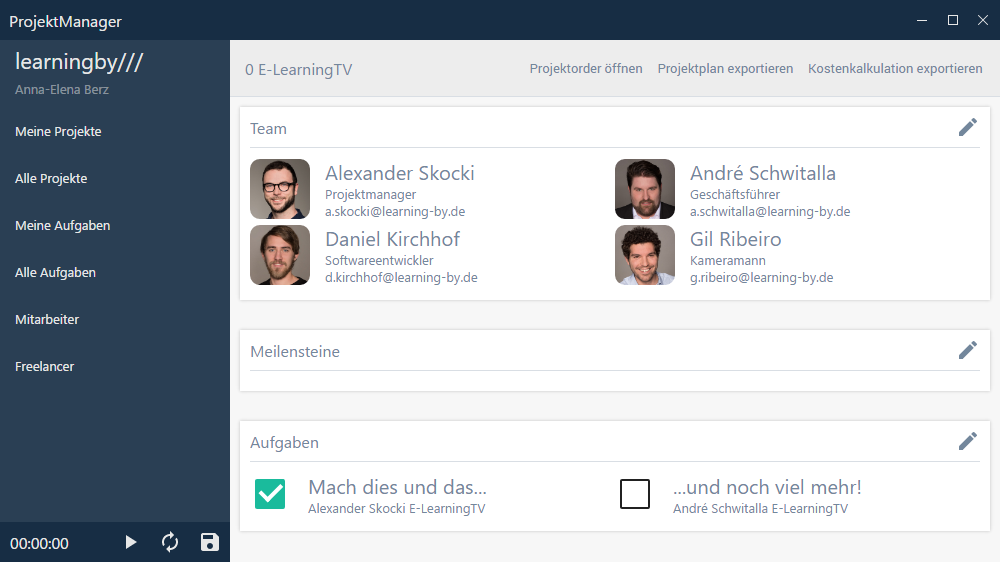 ProjektManager
learningby///
Anna-Elena Berz
Meine Projekte
Alle Projekte
Meine Aufgaben
Alle Aufgaben
Mitarbeiter
Freelancer
00:00:00
0 E-LearningTV
Projektorder öffnen
Projektplan exportieren
Kostenkalkulation exportieren
Team
Alexander Skocki
Projektmanager
a.skocki@learning-by.de
André Schwitalla
Geschäftsführer
a.schwitalla@learning-by.de
Daniel Kirchhof
Softwareentwickler
d.kirchhof@learning-by.de
Gil Ribeiro
Kameramann
g.ribeiro@learning-by.de
Meilensteine
Aufgaben
Mach dies und das...
Alexander Skocki E-LearningTV
...und noch viel mehr!
André Schwitalla E-LearningTV